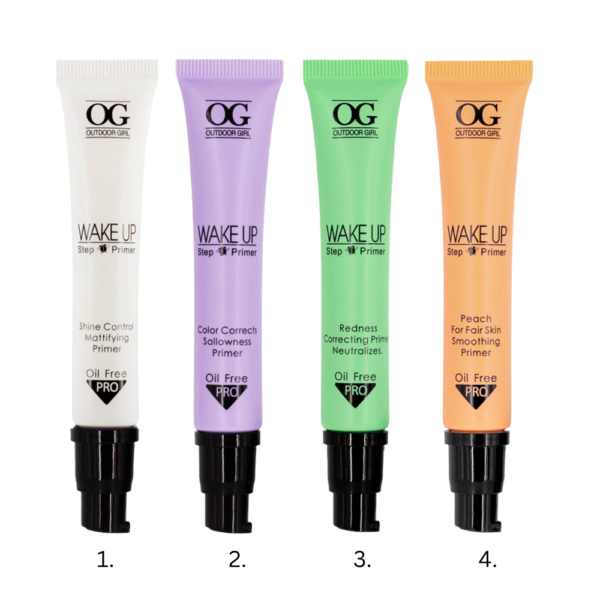 OG
OUTDOOR GIRL
WAKE UP
Step Primer
Shine Control
Mattifying
Primer
Oil Free
PRO
OG
OUTDOOR GIRL
WAKE UP
Step Primer
Color Corrects
Sallowness
Primer
Oil Free
PRO
OG
OUTDOOR GIRL
WAKE UP
Step Primer
Redness
Correcting Prime
Neutralizes.
Oil Free
PRO
OG
OUTDOOR GIRL
WAKE UP
Step Primer
Peach
For Fair Skin
Smoothing
Primer
Oil Free
PRO
1.
2.
3.
4.